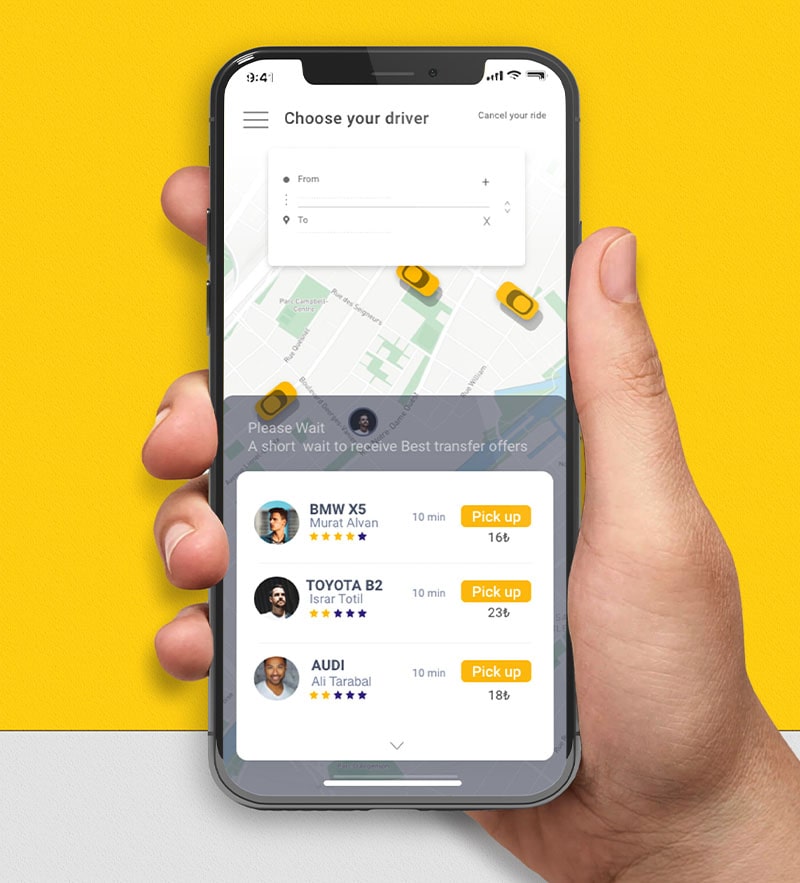 9:41
Choose your driver
Cancel your ride
From
+
To
X
Parc Campbell-
Centre
Rue des Seigneurs
Rue Quesnel
Rue William
Please Wait
A short wait to receive Best transfer offers
BMW X5
Murat Alvan
10 min
Pick up
16₺
TOYOTA B2
Israr Totil
10 min
Pick up
23₺
AUDI
Ali Tarabal
10 min
Pick up
18₺